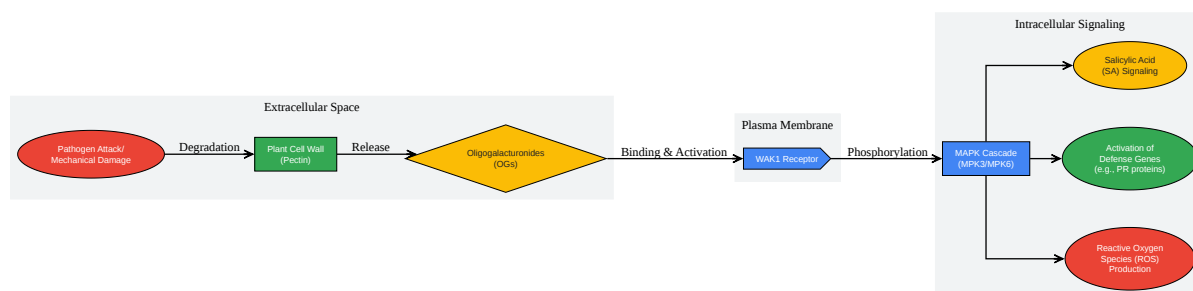 Extracellular Space
Pathogen Attack/
Mechanical Damage
Degradation
Plant Cell Wall
(Pectin)
Release
Oligogalacturonides
(OGs)
Binding & Activation
Plasma Membrane
WAK1 Receptor
Phosphorylation
Intracellular Signaling
MAPK Cascade
(MPK3/MPK6)
Salicylic Acid
(SA) Signaling
Activation of
Defense Genes
(e.g., PR proteins)
Reactive Oxygen
Species (ROS)
Production